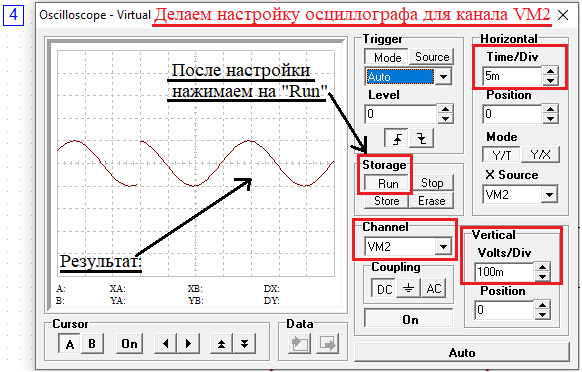 4
Oscilloscope - Virtual Делаем настройку осциллографа для канала VM2
После настройки
нажимаем на "Run"
Результат:
A: XA: XB: DX:
B: YA: YB: DY:
Cursor
A B On
Data
Trigger
Mode Source
Auto
Level
0
Storage
Run Stop
Store Erase
Channel
VM2
Coupling
DC AC
On
Horizontal
Time/Div
5m
Position
0
Mode
Y/T Y/X
X Source
VM2
Vertical
Volts/Div
100m
Position
0
Auto